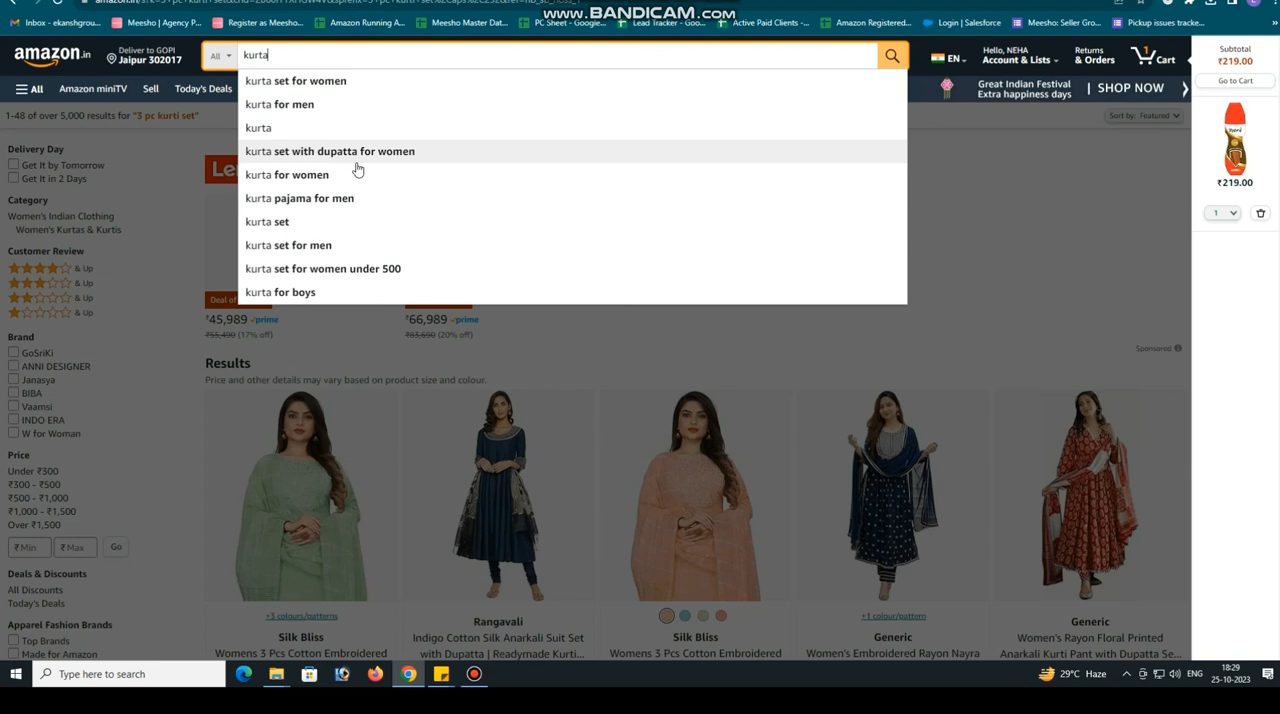 www.BANDICAM.com
Inbox - ekanshgrou...
Meesho | Agency P...
Register as Meesho...
Amazon Running A...
Meesho Master Dat...
PC Sheet - Google...
Lead Tracker - Goo...
Active Paid Clients -...
Amazon Registered...
Login | Salesforce
Meesho: Seller Gro...
Pickup issues tracke...
amazon.in
Deliver to GOPI
Jaipur 302017
All
kurta
EN
Hello, NEHA
Account & Lists
Returns
& Orders
1
Cart
Subtotal
₹219.00
Go to Cart
₹219.00
1
All
Amazon miniTV
Sell
Today's Deals
Great Indian Festival
Extra happiness days
SHOP NOW
kurta set for women
kurta for men
kurta
kurta set with dupatta for women
kurta for women
kurta pajama for men
kurta set
kurta set for men
kurta set for women under 500
kurta for boys
1-48 of over 5,000 results for "3 pc kurti set"
Sort by: Featured
Delivery Day
Get It by Tomorrow
Get It in 2 Days
Category
Women's Indian Clothing
Women's Kurtas & Kurtis
Customer Review
& Up
& Up
& Up
& Up
Brand
GoSriKi
ANNI DESIGNER
Janasya
BIBA
Vaamsi
INDO ERA
W for Woman
Price
Under ₹300
₹300 - ₹500
₹500 - ₹1,000
₹1,000 - ₹1,500
Over ₹1,500
₹ Min
₹ Max
Go
Deals & Discounts
All Discounts
Today's Deals
Apparel Fashion Brands
Top Brands
Made for Amazon
Deal of
₹45,989 prime
₹55,490 (17% off)
₹66,989 prime
₹83,690 (20% off)
Sponsored
Results
Price and other details may vary based on product size and colour.
+3 colours/patterns
Silk Bliss
Womens 3 Pcs Cotton Embroidered
Rangavali
Indigo Cotton Silk Anarkali Suit Set
with Dupatta | Readymade Kurti...
Silk Bliss
Womens 3 Pcs Cotton Embroidered
+1 colour/pattern
Generic
Women's Embroidered Rayon Nayra
Generic
Women's Rayon Floral Printed
Anarkali Kurti Pant with Dupatta Se...
Type here to search
29°C Haze
ENG
18:29
25-10-2023